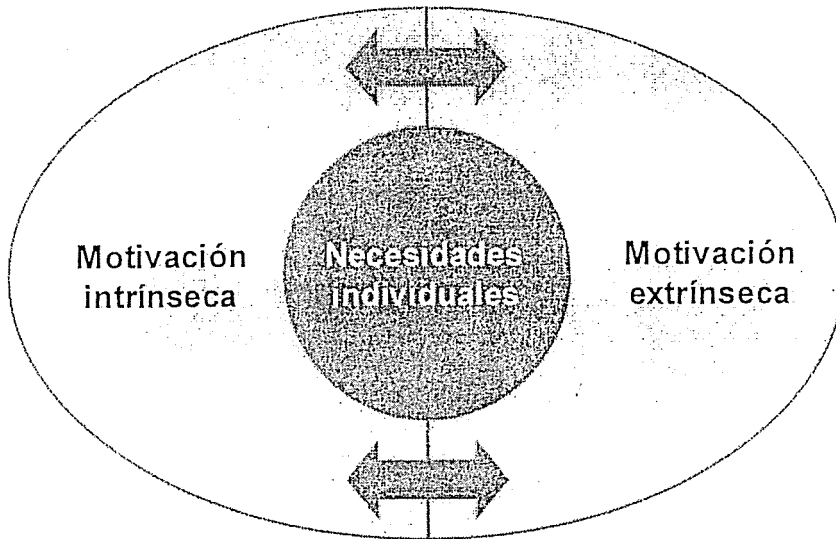 Motivación
intrínseca
Necesidades
individuales
Motivación
extrínseca